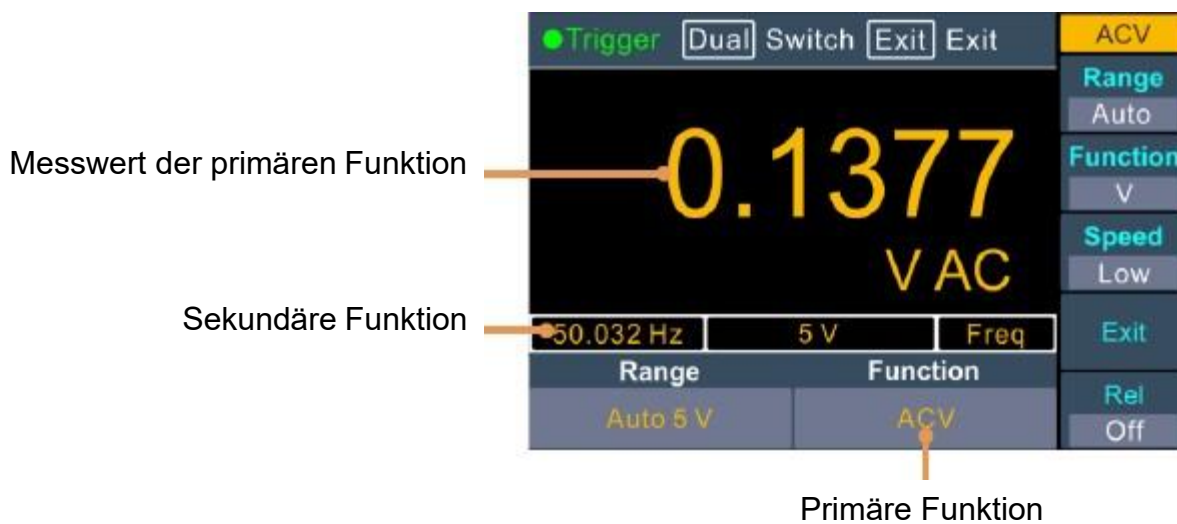 Trigger Dual Switch Exit Exit
ACV
Range
Auto
Messwert der primären Funktion
0.1377
V AC
Function
V
Speed
Low
Sekundäre Funktion
50.032 Hz 5 V Freq
Exit
Range Function
Auto 5 V ACV
Rel
Off
Primäre Funktion